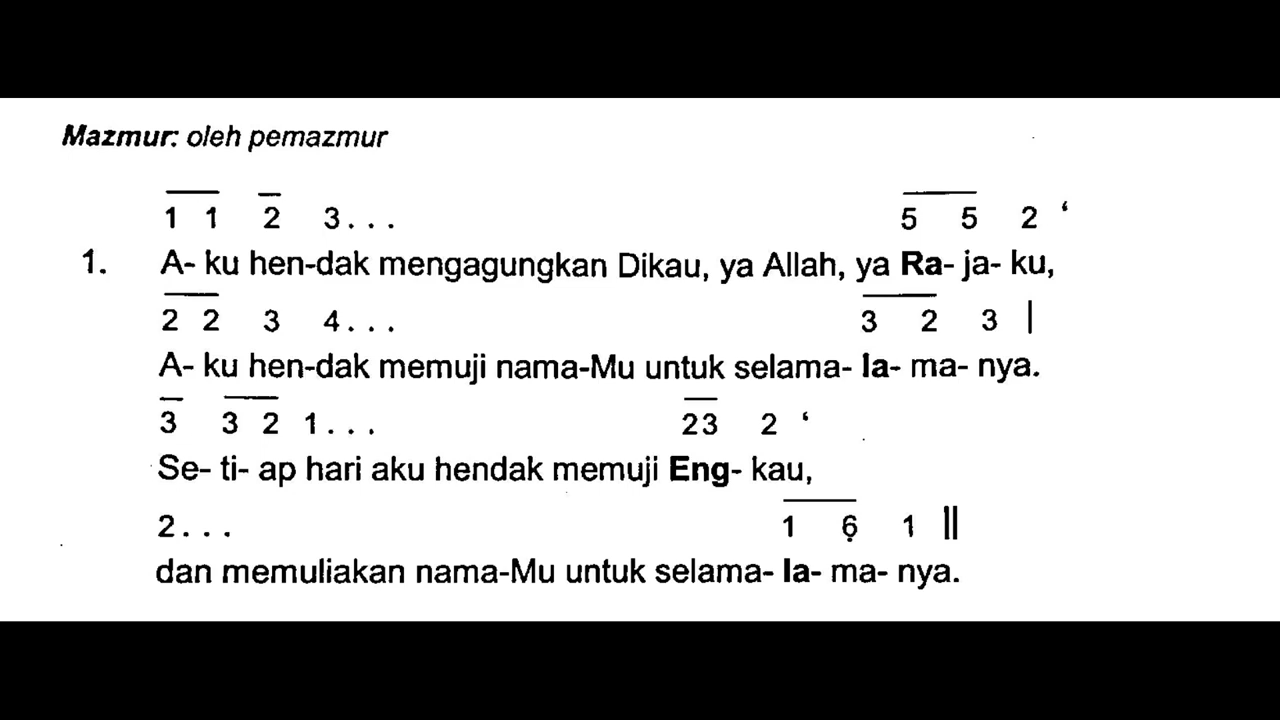 Mazmur: oleh pemazmur
1 1 2 3... 5 5 2 ‘
1. A- ku hen-dak mengagungkan Dikau, ya Allah, ya Ra- ja- ku,
2 2 3 4... 3 2 3 |
A- ku hen-dak memuji nama-Mu untuk selama- la- ma- nya.
3 3 2 1... 23 2 ‘
Se- ti- ap hari aku hendak memuji Eng- kau,
2... 1 6̣ 1 ||
dan memuliakan nama-Mu untuk selama- la- ma- nya.